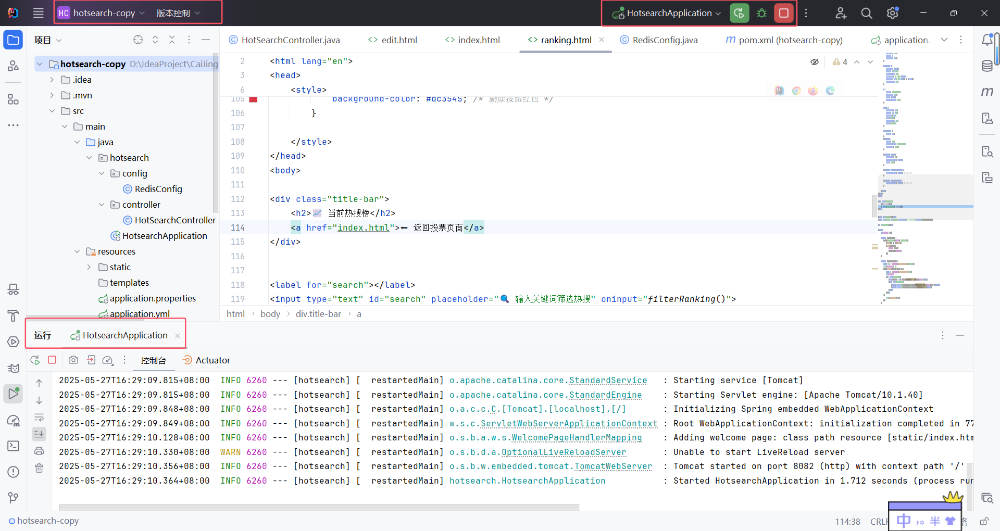 HC hotsearch-copy 版本控制 HotsearchApplication
项目
HotSearchController.java edit.html index.html ranking.html RedisConfig.java pom.xml (hotsearch-copy) application.
hotsearch-copy D:\IdeaProject\CaiJing
.idea
.mvn
src
main
java
hotsearch
config
RedisConfig
controller
HotSearchController
HotsearchApplication
resources
static
templates
application.properties
application.yml
4
2 <html lang="en">
3 <head>
6 <style>
105 background-color: #dc3545; /* 删除按钮红色 */
106 }
107
108 </style>
109 </head>
110 <body>
111
112 <div class="title-bar">
113 <h2>📈 当前热搜榜</h2>
114 <a href="index.html">⬅ 返回投票页面</a>
115 </div>
116
117
118 <label for="search"></label>
119 <input type="text" id="search" placeholder="🔍 输入关键词筛选热搜" oninput="filterRanking()">
html › body › div.title-bar › a
运行 HotsearchApplication
控制台 Actuator
2025-05-27T16:29:09.815+08:00 INFO 6260 --- [hotsearch] [ restartedMain] o.apache.catalina.core.StandardService : Starting service [Tomcat]
2025-05-27T16:29:09.815+08:00 INFO 6260 --- [hotsearch] [ restartedMain] o.apache.catalina.core.StandardEngine : Starting Servlet engine: [Apache Tomcat/10.1.40]
2025-05-27T16:29:09.848+08:00 INFO 6260 --- [hotsearch] [ restartedMain] o.a.c.c.C.[Tomcat].[localhost].[/] : Initializing Spring embedded WebApplicationContext
2025-05-27T16:29:09.849+08:00 INFO 6260 --- [hotsearch] [ restartedMain] w.s.c.ServletWebServerApplicationContext : Root WebApplicationContext: initialization completed in 77
2025-05-27T16:29:10.128+08:00 INFO 6260 --- [hotsearch] [ restartedMain] o.s.b.a.w.s.WelcomePageHandlerMapping : Adding welcome page: class path resource [static/index.htm
2025-05-27T16:29:10.330+08:00 WARN 6260 --- [hotsearch] [ restartedMain] o.s.b.d.a.OptionalLiveReloadServer : Unable to start LiveReload server
2025-05-27T16:29:10.356+08:00 INFO 6260 --- [hotsearch] [ restartedMain] o.s.b.w.embedded.tomcat.TomcatWebServer : Tomcat started on port 8082 (http) with context path '/'
2025-05-27T16:29:10.364+08:00 INFO 6260 --- [hotsearch] [ restartedMain] hotsearch.HotsearchApplication : Started HotsearchApplication in 1.712 seconds (process run
hotsearch-copy 114:38 CRLF 中 半